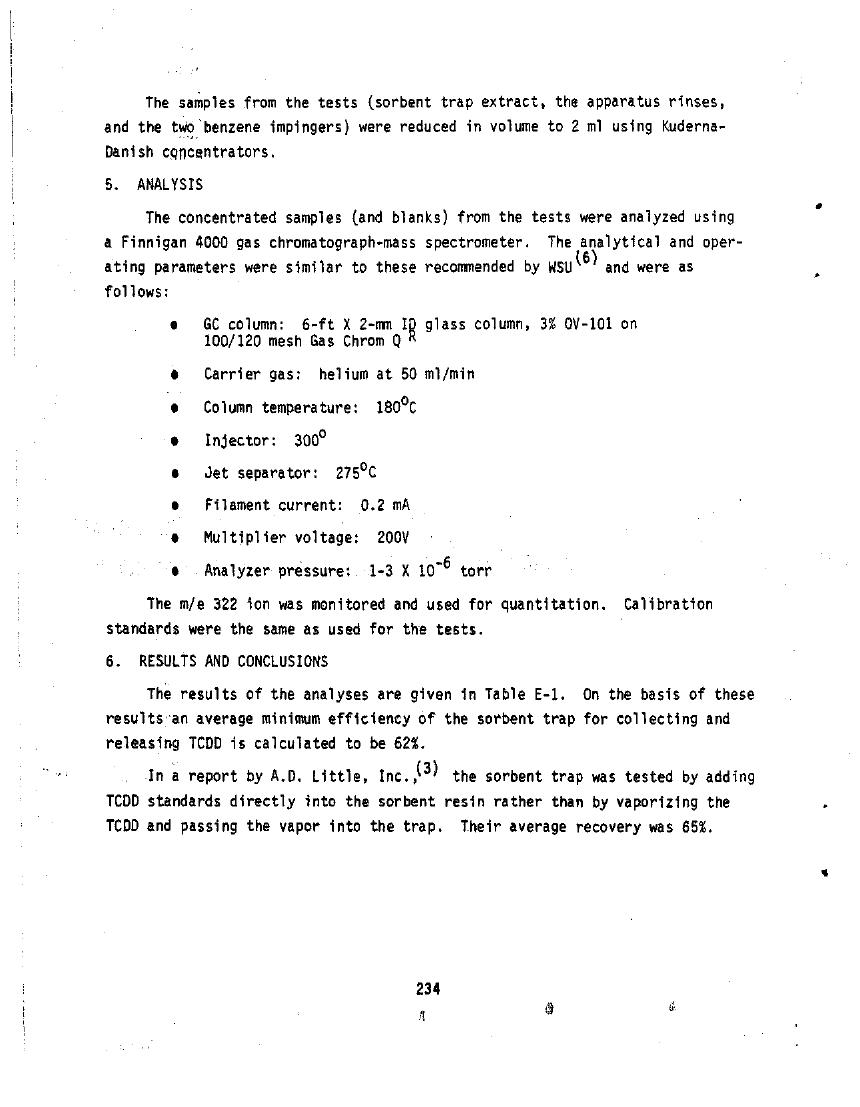 The samples from the tests (sorbent trap extract, the apparatus rinses,
and the two benzene impingers) were reduced in volume to 2 ml using Kuderna-
Danish concentrators.
5. ANALYSIS
The concentrated samples (and blanks) from the tests were analyzed using
a Finnigan 4000 gas chromatograph-mass spectrometer. The analytical and oper-
ating parameters were similar to these recommended by WSU(6) and were as
follows:
● GC column: 6-ft X 2-mm ID glass column, 3% OV-101 on
100/120 mesh Gas Chrom Q R
● Carrier gas: helium at 50 ml/min
● Column temperature: 180°C
● Injector: 300°
● Jet separator: 275°C
● Filament current: 0.2 mA
● Multiplier voltage: 200V
● Analyzer pressure: 1-3 X 10-6 torr
The m/e 322 ion was monitored and used for quantitation. Calibration
standards were the same as used for the tests.
6. RESULTS AND CONCLUSIONS
The results of the analyses are given in Table E-1. On the basis of these
results an average minimum efficiency of the sorbent trap for collecting and
releasing TCDD is calculated to be 62%.
In a report by A.D. Little, Inc.,(3) the sorbent trap was tested by adding
TCDD standards directly into the sorbent resin rather than by vaporizing the
TCDD and passing the vapor into the trap. Their average recovery was 65%.
234